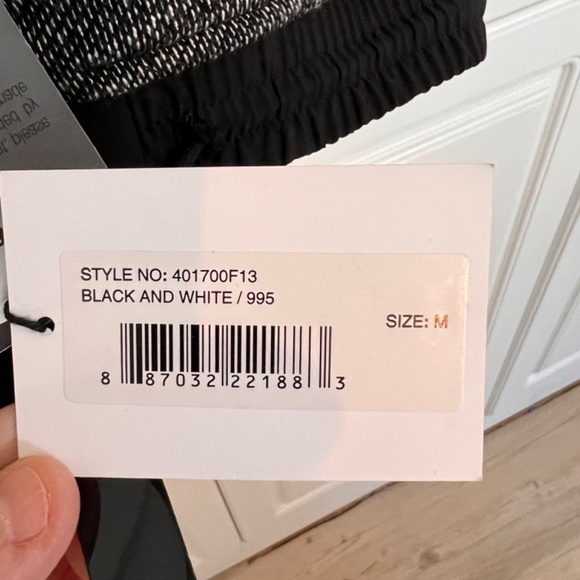 STYLE NO: 401700F13
BLACK AND WHITE / 995
SIZE: M
8 87032 22188 3